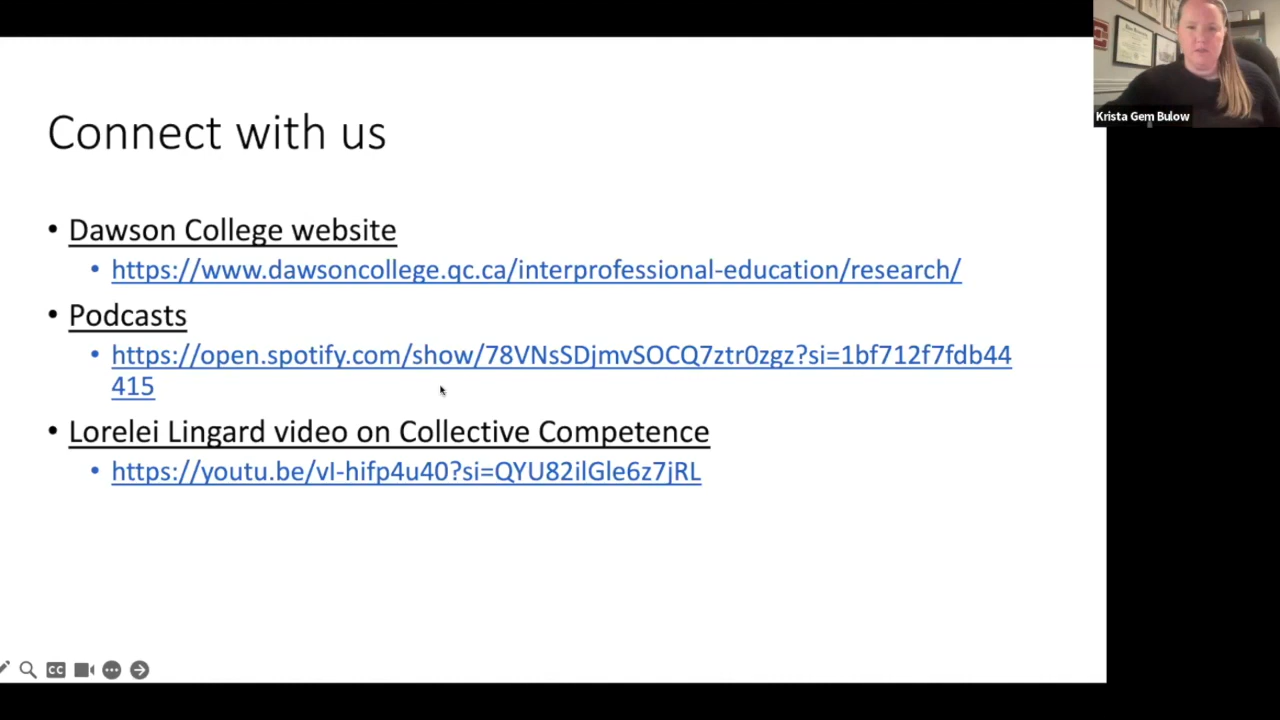 Connect with us
• Dawson College website
• https://www.dawsoncollege.qc.ca/interprofessional-education/research/
• Podcasts
• https://open.spotify.com/show/78VNsSDjmvSOCQ7ztr0zgz?si=1bf712f7fdb44
415
• Lorelei Lingard video on Collective Competence
• https://youtu.be/vI-hifp4u40?si=QYU82ilGle6z7jRL
Krista Gem Bulow
CC